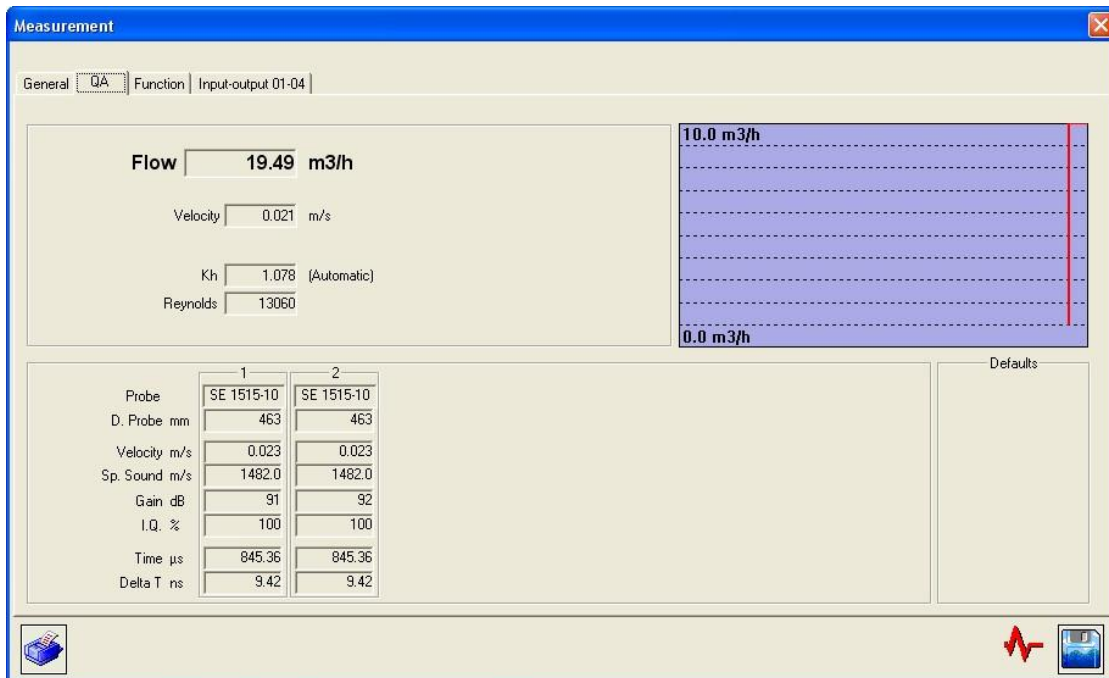 Measurement
General QA Function Input-output 01-04
Flow 19.49 m3/h
Velocity 0.021 m/s
Kh 1.078 (Automatic)
Reynolds 13060
10.0 m3/h
0.0 m3/h
1 2
Probe SE 1515-10 SE 1515-10
D. Probe mm 463 463
Velocity m/s 0.023 0.023
Sp. Sound m/s 1482.0 1482.0
Gain dB 91 92
I.Q. % 100 100
Time µs 845.36 845.36
Delta T ns 9.42 9.42
Defaults